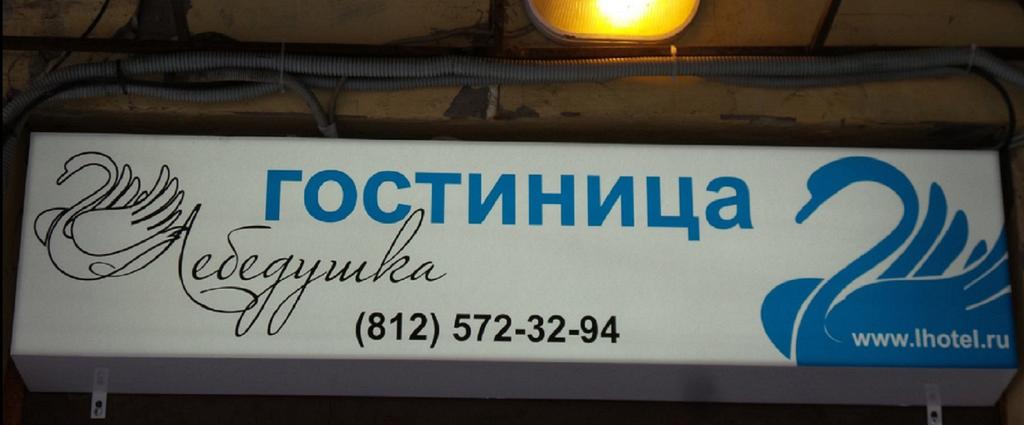 гостиница
Лебедушка
(812) 572-32-94
www.lhotel.ru